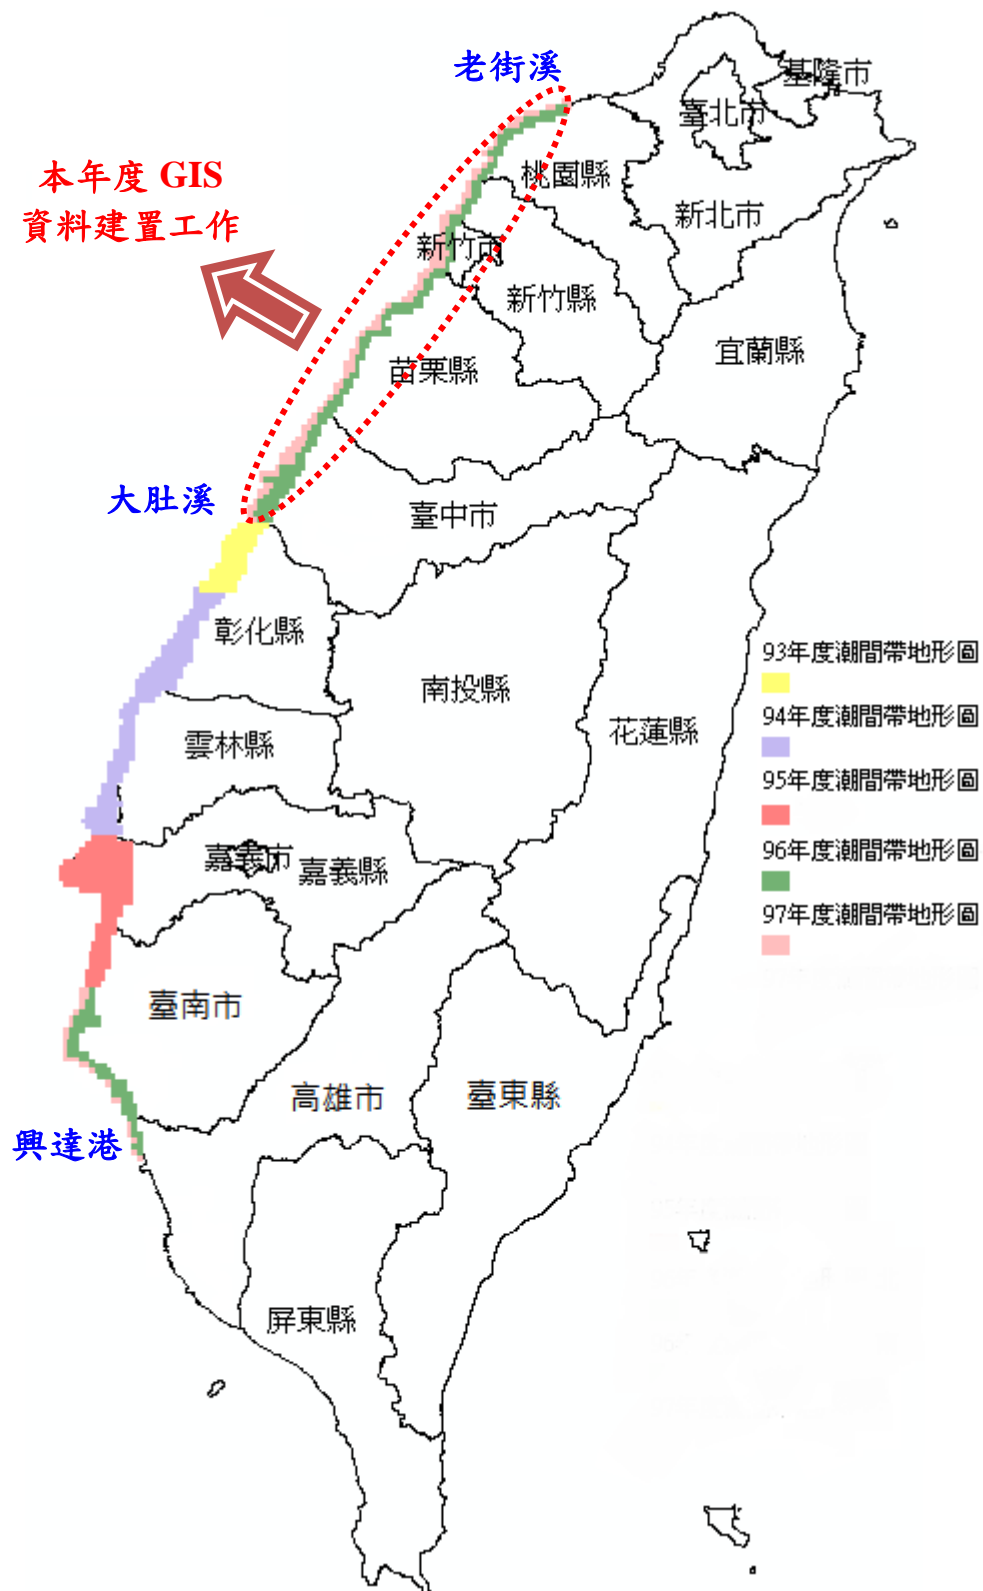 老街溪
基隆市
臺北市
本年度 GIS
資料建置工作
桃園縣
新北市
新竹市
新竹縣
宜蘭縣
苗栗縣
大肚溪
臺中市
彰化縣
93年度潮間帶地形圖
南投縣
94年度潮間帶地形圖
花蓮縣
雲林縣
95年度潮間帶地形圖
嘉義市
嘉義縣
96年度潮間帶地形圖
97年度潮間帶地形圖
臺南市
高雄市
臺東縣
興達港
屏東縣